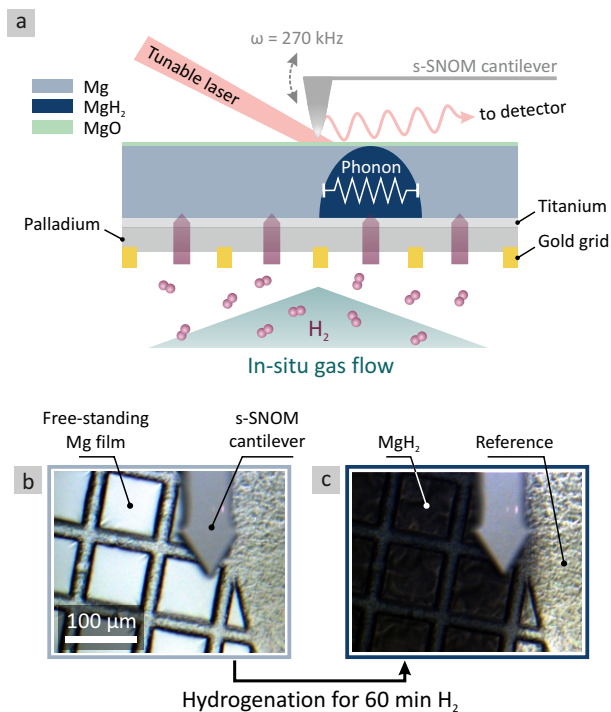 a
ω = 270 kHz
s-SNOM cantilever
Tunable laser
Mg
MgH₂
MgO
to detector
Phonon
Palladium
Titanium
Gold grid
H₂
In-situ gas flow
Free-standing
Mg film
s-SNOM
cantilever
MgH₂
Reference
b
c
100 µm
Hydrogenation for 60 min H₂